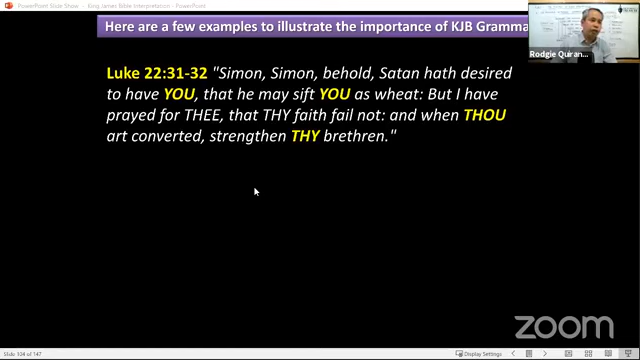 PowerPoint Slide Show - King James Bible Interpretation - PowerPoint
Here are a few examples to illustrate the importance of KJB Gramma
Rodgie Quiran...
Luke 22:31-32 "Simon, Simon, behold, Satan hath desired
to have YOU, that he may sift YOU as wheat: But I have
prayed for THEE, that THY faith fail not: and when THOU
art converted, strengthen THY brethren."
zoom
Slide 104 of 147
Display Settings